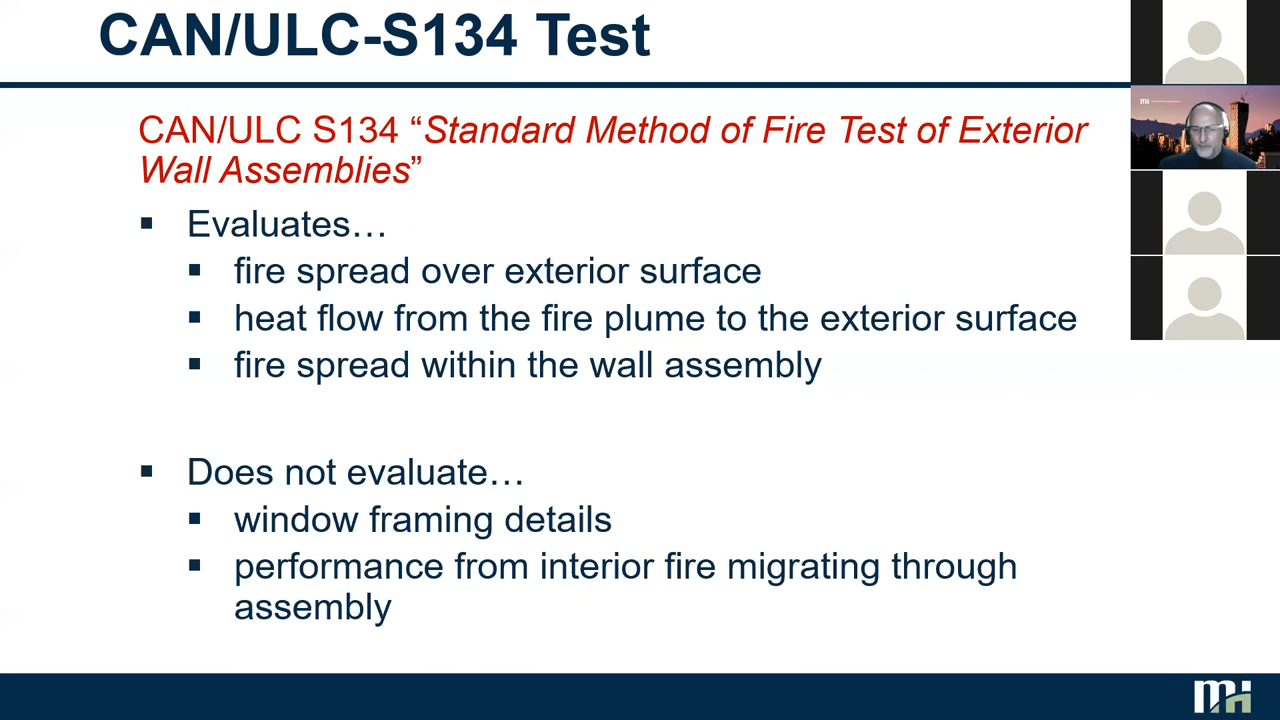 CAN/ULC-S134 Test
CAN/ULC S134 “Standard Method of Fire Test of Exterior
Wall Assemblies”
▪ Evaluates…
▪ fire spread over exterior surface
▪ heat flow from the fire plume to the exterior surface
▪ fire spread within the wall assembly
▪ Does not evaluate…
▪ window framing details
▪ performance from interior fire migrating through
assembly
MH